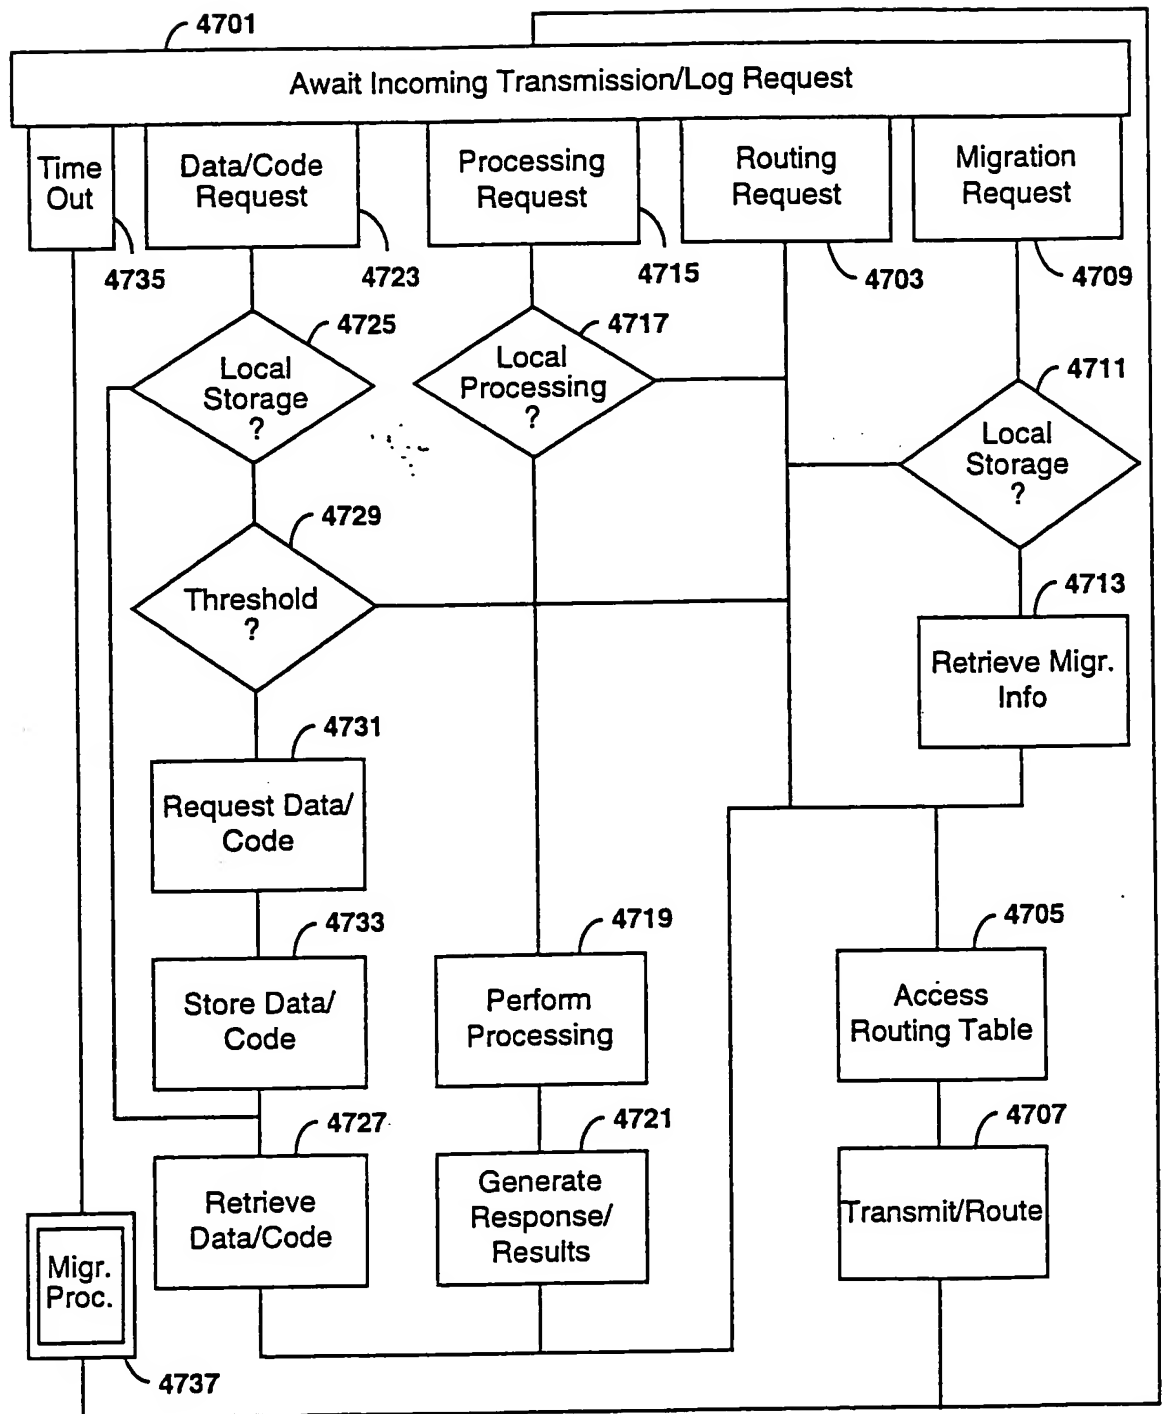 4701
Await Incoming Transmission/Log Request
Time
Out
Data/Code
Request
Processing
Request
Routing
Request
Migration
Request
4735
4723
4715
4703
4709
4725
Local
Storage
?
4717
Local
Processing
?
4711
Local
Storage
?
4729
Threshold
?
4713
Retrieve Migr.
Info
4731
Request Data/
Code
4733
Store Data/
Code
4719
Perform
Processing
4705
Access
Routing Table
4727
Retrieve
Data/Code
4721
Generate
Response/
Results
4707
Transmit/Route
Migr.
Proc.
4737